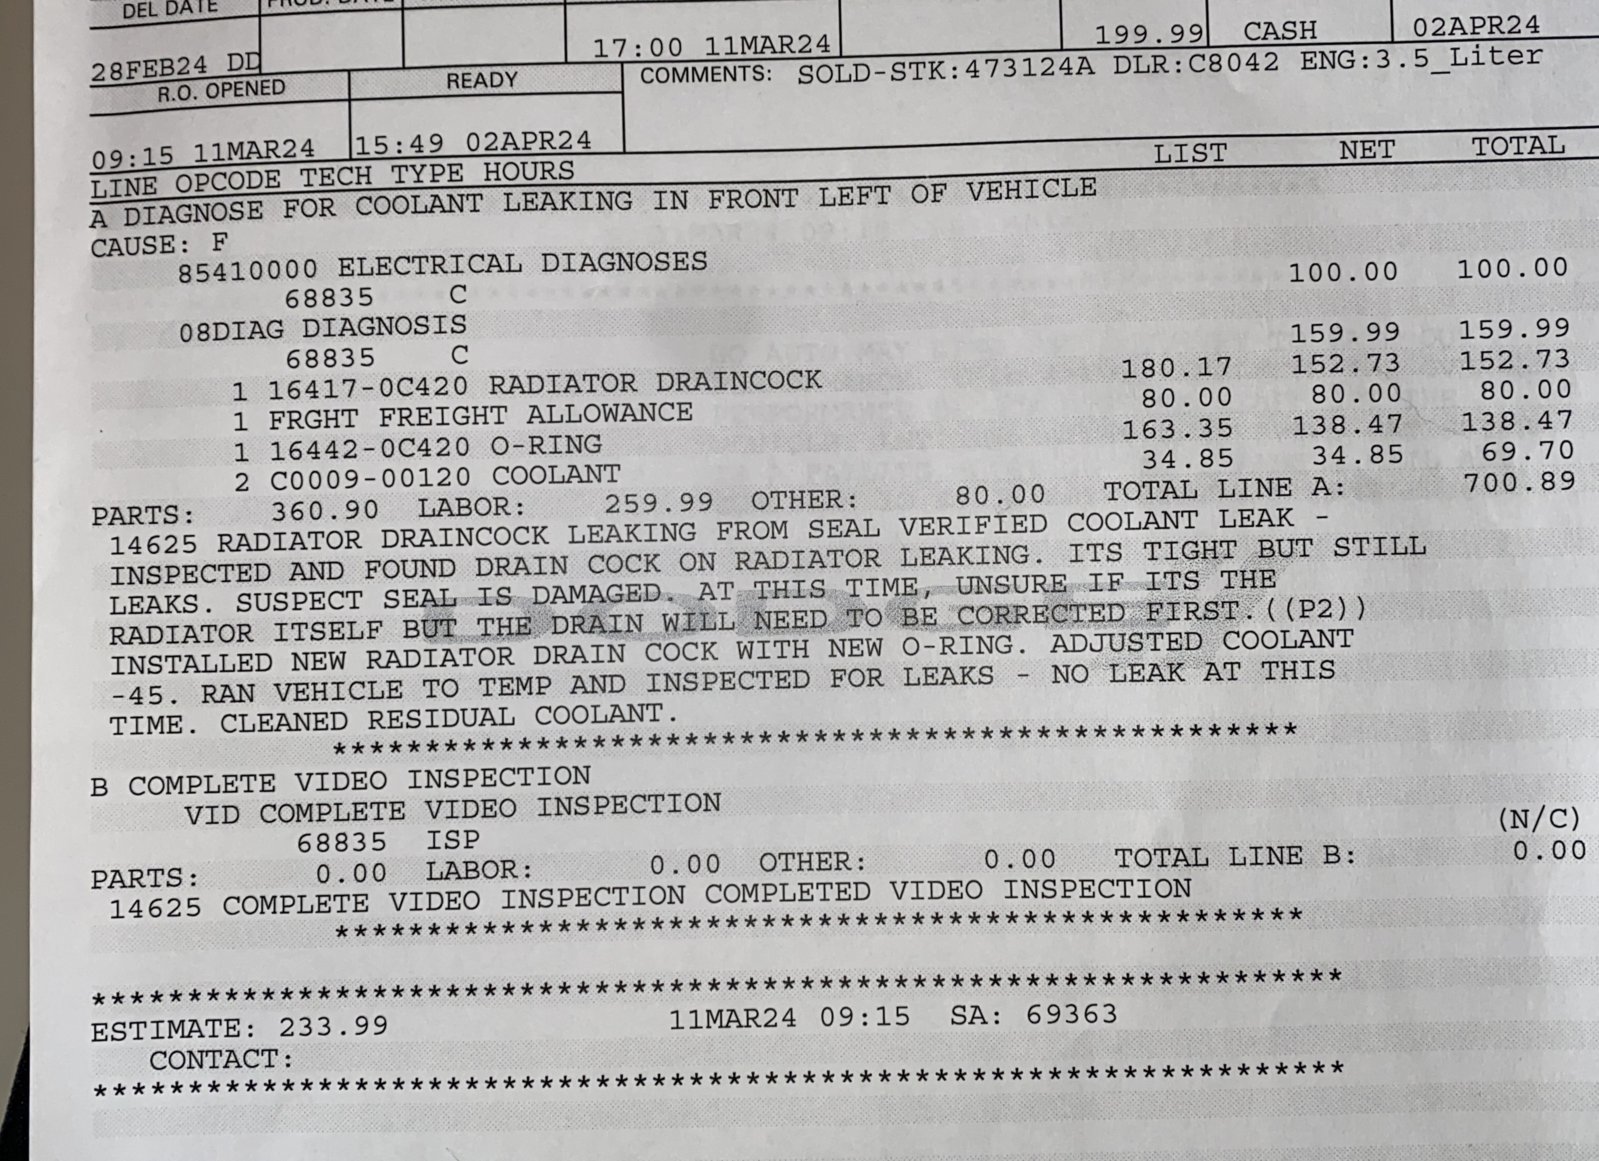 DEL DATE
17:00 11MAR24 199.99 CASH 02APR24
28FEB24 DD
R.O. OPENED READY COMMENTS: SOLD-STK:473124A DLR:C8042 ENG:3.5_Liter
09:15 11MAR24 15:49 02APR24
LINE OPCODE TECH TYPE HOURS LIST NET TOTAL
A DIAGNOSE FOR COOLANT LEAKING IN FRONT LEFT OF VEHICLE
CAUSE: F
85410000 ELECTRICAL DIAGNOSES
68835 C 100.00 100.00
08DIAG DIAGNOSIS
68835 C 159.99 159.99
1 16417-0C420 RADIATOR DRAINCOCK 180.17 152.73 152.73
1 FRGHT FREIGHT ALLOWANCE 80.00 80.00 80.00
1 16442-0C420 O-RING 163.35 138.47 138.47
2 C0009-00120 COOLANT 34.85 34.85 69.70
PARTS: 360.90 LABOR: 259.99 OTHER: 80.00 TOTAL LINE A: 700.89
14625 RADIATOR DRAINCOCK LEAKING FROM SEAL VERIFIED COOLANT LEAK -
INSPECTED AND FOUND DRAIN COCK ON RADIATOR LEAKING. ITS TIGHT BUT STILL
LEAKS. SUSPECT SEAL IS DAMAGED. AT THIS TIME, UNSURE IF ITS THE
RADIATOR ITSELF BUT THE DRAIN WILL NEED TO BE CORRECTED FIRST.((P2))
INSTALLED NEW RADIATOR DRAIN COCK WITH NEW O-RING. ADJUSTED COOLANT
-45. RAN VEHICLE TO TEMP AND INSPECTED FOR LEAKS - NO LEAK AT THIS
TIME. CLEANED RESIDUAL COOLANT.
*****************************************************
B COMPLETE VIDEO INSPECTION
VID COMPLETE VIDEO INSPECTION
68835 ISP (N/C)
PARTS: 0.00 LABOR: 0.00 OTHER: 0.00 TOTAL LINE B: 0.00
14625 COMPLETE VIDEO INSPECTION COMPLETED VIDEO INSPECTION
*****************************************************
******************************************************************
ESTIMATE: 233.99 11MAR24 09:15 SA: 69363
CONTACT:
******************************************************************